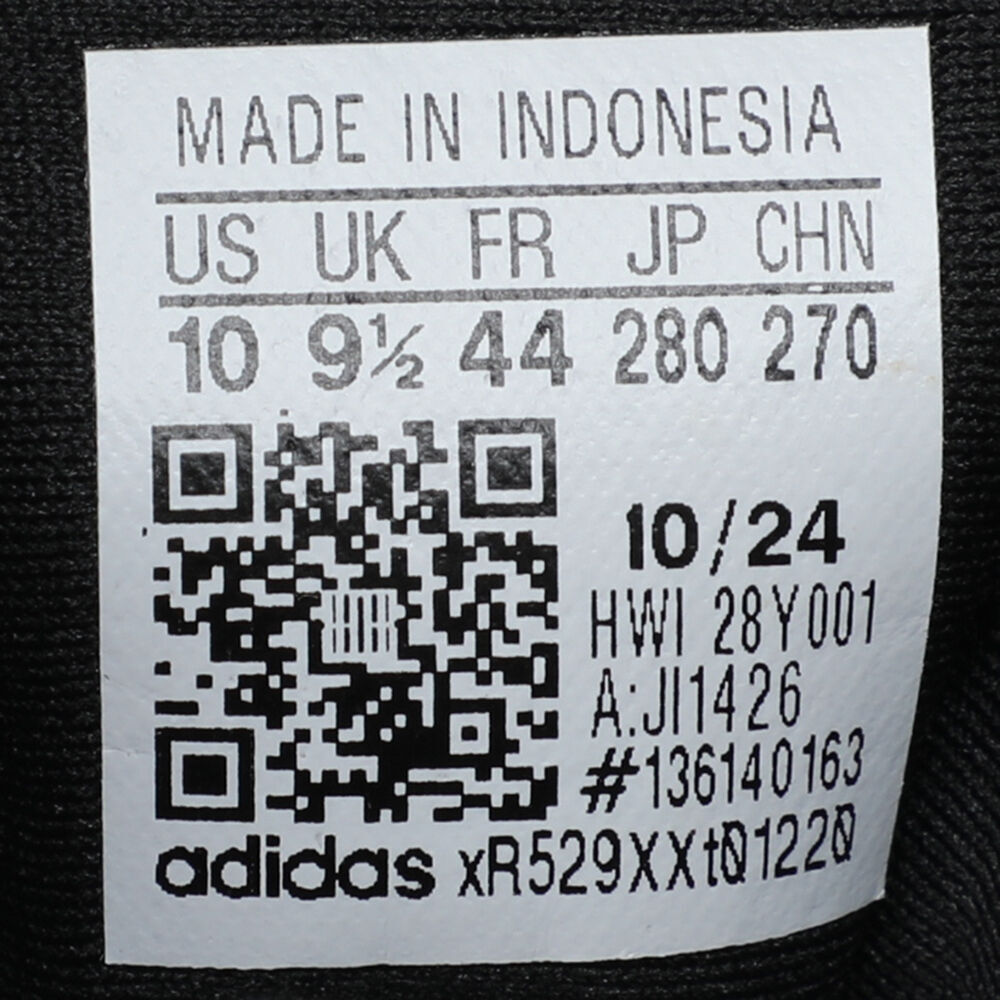 MADE IN INDONESIA
US UK FR JP CHN
10 9½ 44 280 270
10/24
HWI 28Y001
A:JI1426
#136140163
adidas xR529XXt01220